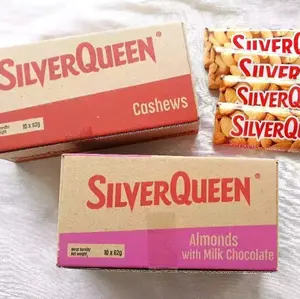 SILVERQUEEN®
Cashews
10 x 62g
SILVERQUEEN
SILVERQUEEN
SILVERQUEEN
SILVERQUEEN
SILVERQUEEN®
Almonds
with Milk Chocolate
10 x 62g